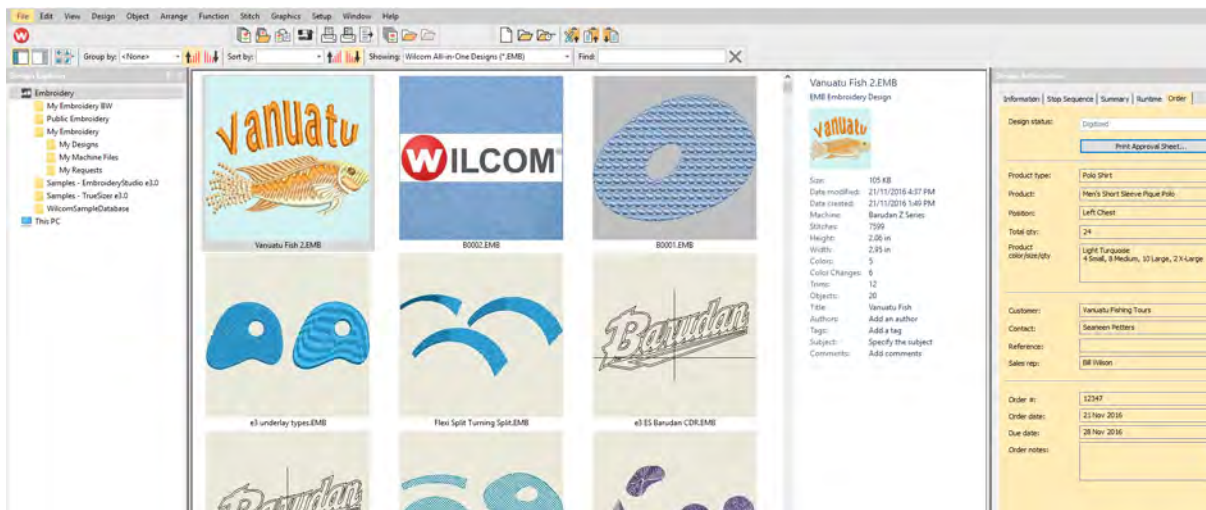 File Edit View Design Object Arrange Function Stitch Graphics Setup Window Help
Group by: <None> Sort by: Showing: Wilcom All-in-One Designs (*.EMB) Find:
Embroidery
My Embroidery BW
Public Embroidery
My Embroidery
My Designs
My Machine Files
My Requests
Samples - EmbroideryStudio e3.0
Samples - TrueSizer e3.0
WilcomSampleDatabase
This PC
vanuatu
Vanuatu Fish 2.EMB
WILCOM
B0002.EMB
B0001.EMB
e3 underlay types.EMB
Flexi Split Turning Split.EMB
Barudan
e3 ES Barudan CDR.EMB
Barudan
Vanuatu Fish 2.EMB
EMB Embroidery Design
vanuatu
Size: 105 KB
Date modified: 21/11/2016 4:37 PM
Date created: 21/11/2016 1:49 PM
Machine: Barudan Z Series
Stitches: 7599
Height: 2.06 in
Width: 2.95 in
Colors: 5
Color Changes: 6
Trims: 12
Objects: 20
Title: Vanuatu Fish
Authors: Add an author
Tags: Add a tag
Subject: Specify the subject
Comments: Add comments
Information Stop Sequence Summary Runtime Order
Design status: Digitized
Print Approval Sheet...
Product type: Polo Shirt
Product: Men's Short Sleeve Pique Polo
Position: Left Chest
Total qty: 24
Product color/size/qty Light Turquoise
4 Small, 8 Medium, 10 Large, 2 X-Large
Customer: Vanuatu Fishing Tours
Contact: Seaneen Petters
Reference:
Sales rep: Bill Wilson
Order #: 12347
Order date: 21 Nov 2016
Due date: 28 Nov 2016
Order notes: